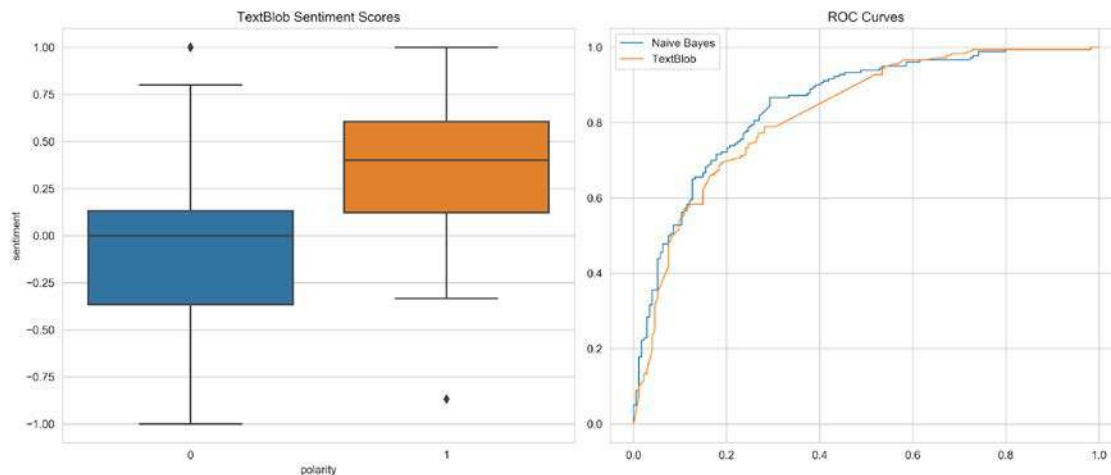 TextBlob Sentiment Scores
1.00
0.75
0.50
0.25
0.00
−0.25
−0.50
−0.75
−1.00
sentiment
0 1
polarity
ROC Curves
Naive Bayes
TextBlob
1.0
0.8
0.6
0.4
0.2
0.0
0.0 0.2 0.4 0.6 0.8 1.0